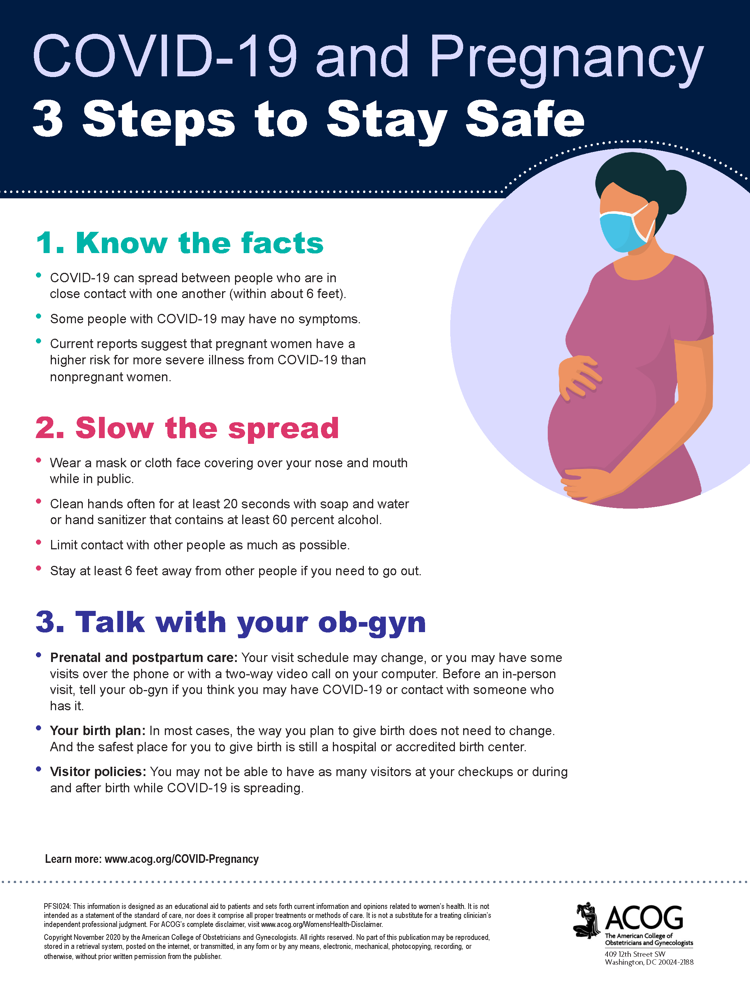 COVID-19 and Pregnancy
3 Steps to Stay Safe
1. Know the facts
• COVID-19 can spread between people who are in
close contact with one another (within about 6 feet).
• Some people with COVID-19 may have no symptoms.
• Current reports suggest that pregnant women have a
higher risk for more severe illness from COVID-19 than
nonpregnant women.
2. Slow the spread
• Wear a mask or cloth face covering over your nose and mouth
while in public.
• Clean hands often for at least 20 seconds with soap and water
or hand sanitizer that contains at least 60 percent alcohol.
• Limit contact with other people as much as possible.
• Stay at least 6 feet away from other people if you need to go out.
3. Talk with your ob-gyn
• Prenatal and postpartum care: Your visit schedule may change, or you may have some
visits over the phone or with a two-way video call on your computer. Before an in-person
visit, tell your ob-gyn if you think you may have COVID-19 or contact with someone who
has it.
• Your birth plan: In most cases, the way you plan to give birth does not need to change.
And the safest place for you to give birth is still a hospital or accredited birth center.
• Visitor policies: You may not be able to have as many visitors at your checkups or during
and after birth while COVID-19 is spreading.
Learn more: www.acog.org/COVID-Pregnancy
PFSI024: This information is designed as an educational aid to patients and sets forth current information and opinions related to women's health. It is not
intended as a statement of the standard of care, nor does it comprise all proper treatments or methods of care. It is not a substitute for a treating clinician's
independent professional judgment. For ACOG's complete disclaimer, visit www.acog.org/WomensHealth-Disclaimer.
Copyright November 2020 by the American College of Obstetricians and Gynecologists. All rights reserved. No part of this publication may be reproduced,
stored in a retrieval system, posted on the internet, or transmitted, in any form or by any means, electronic, mechanical, photocopying, recording, or
otherwise, without prior written permission from the publisher.
ACOG
The American College of
Obstetricians and Gynecologists
409 12th Street SW
Washington, DC 20024-2188